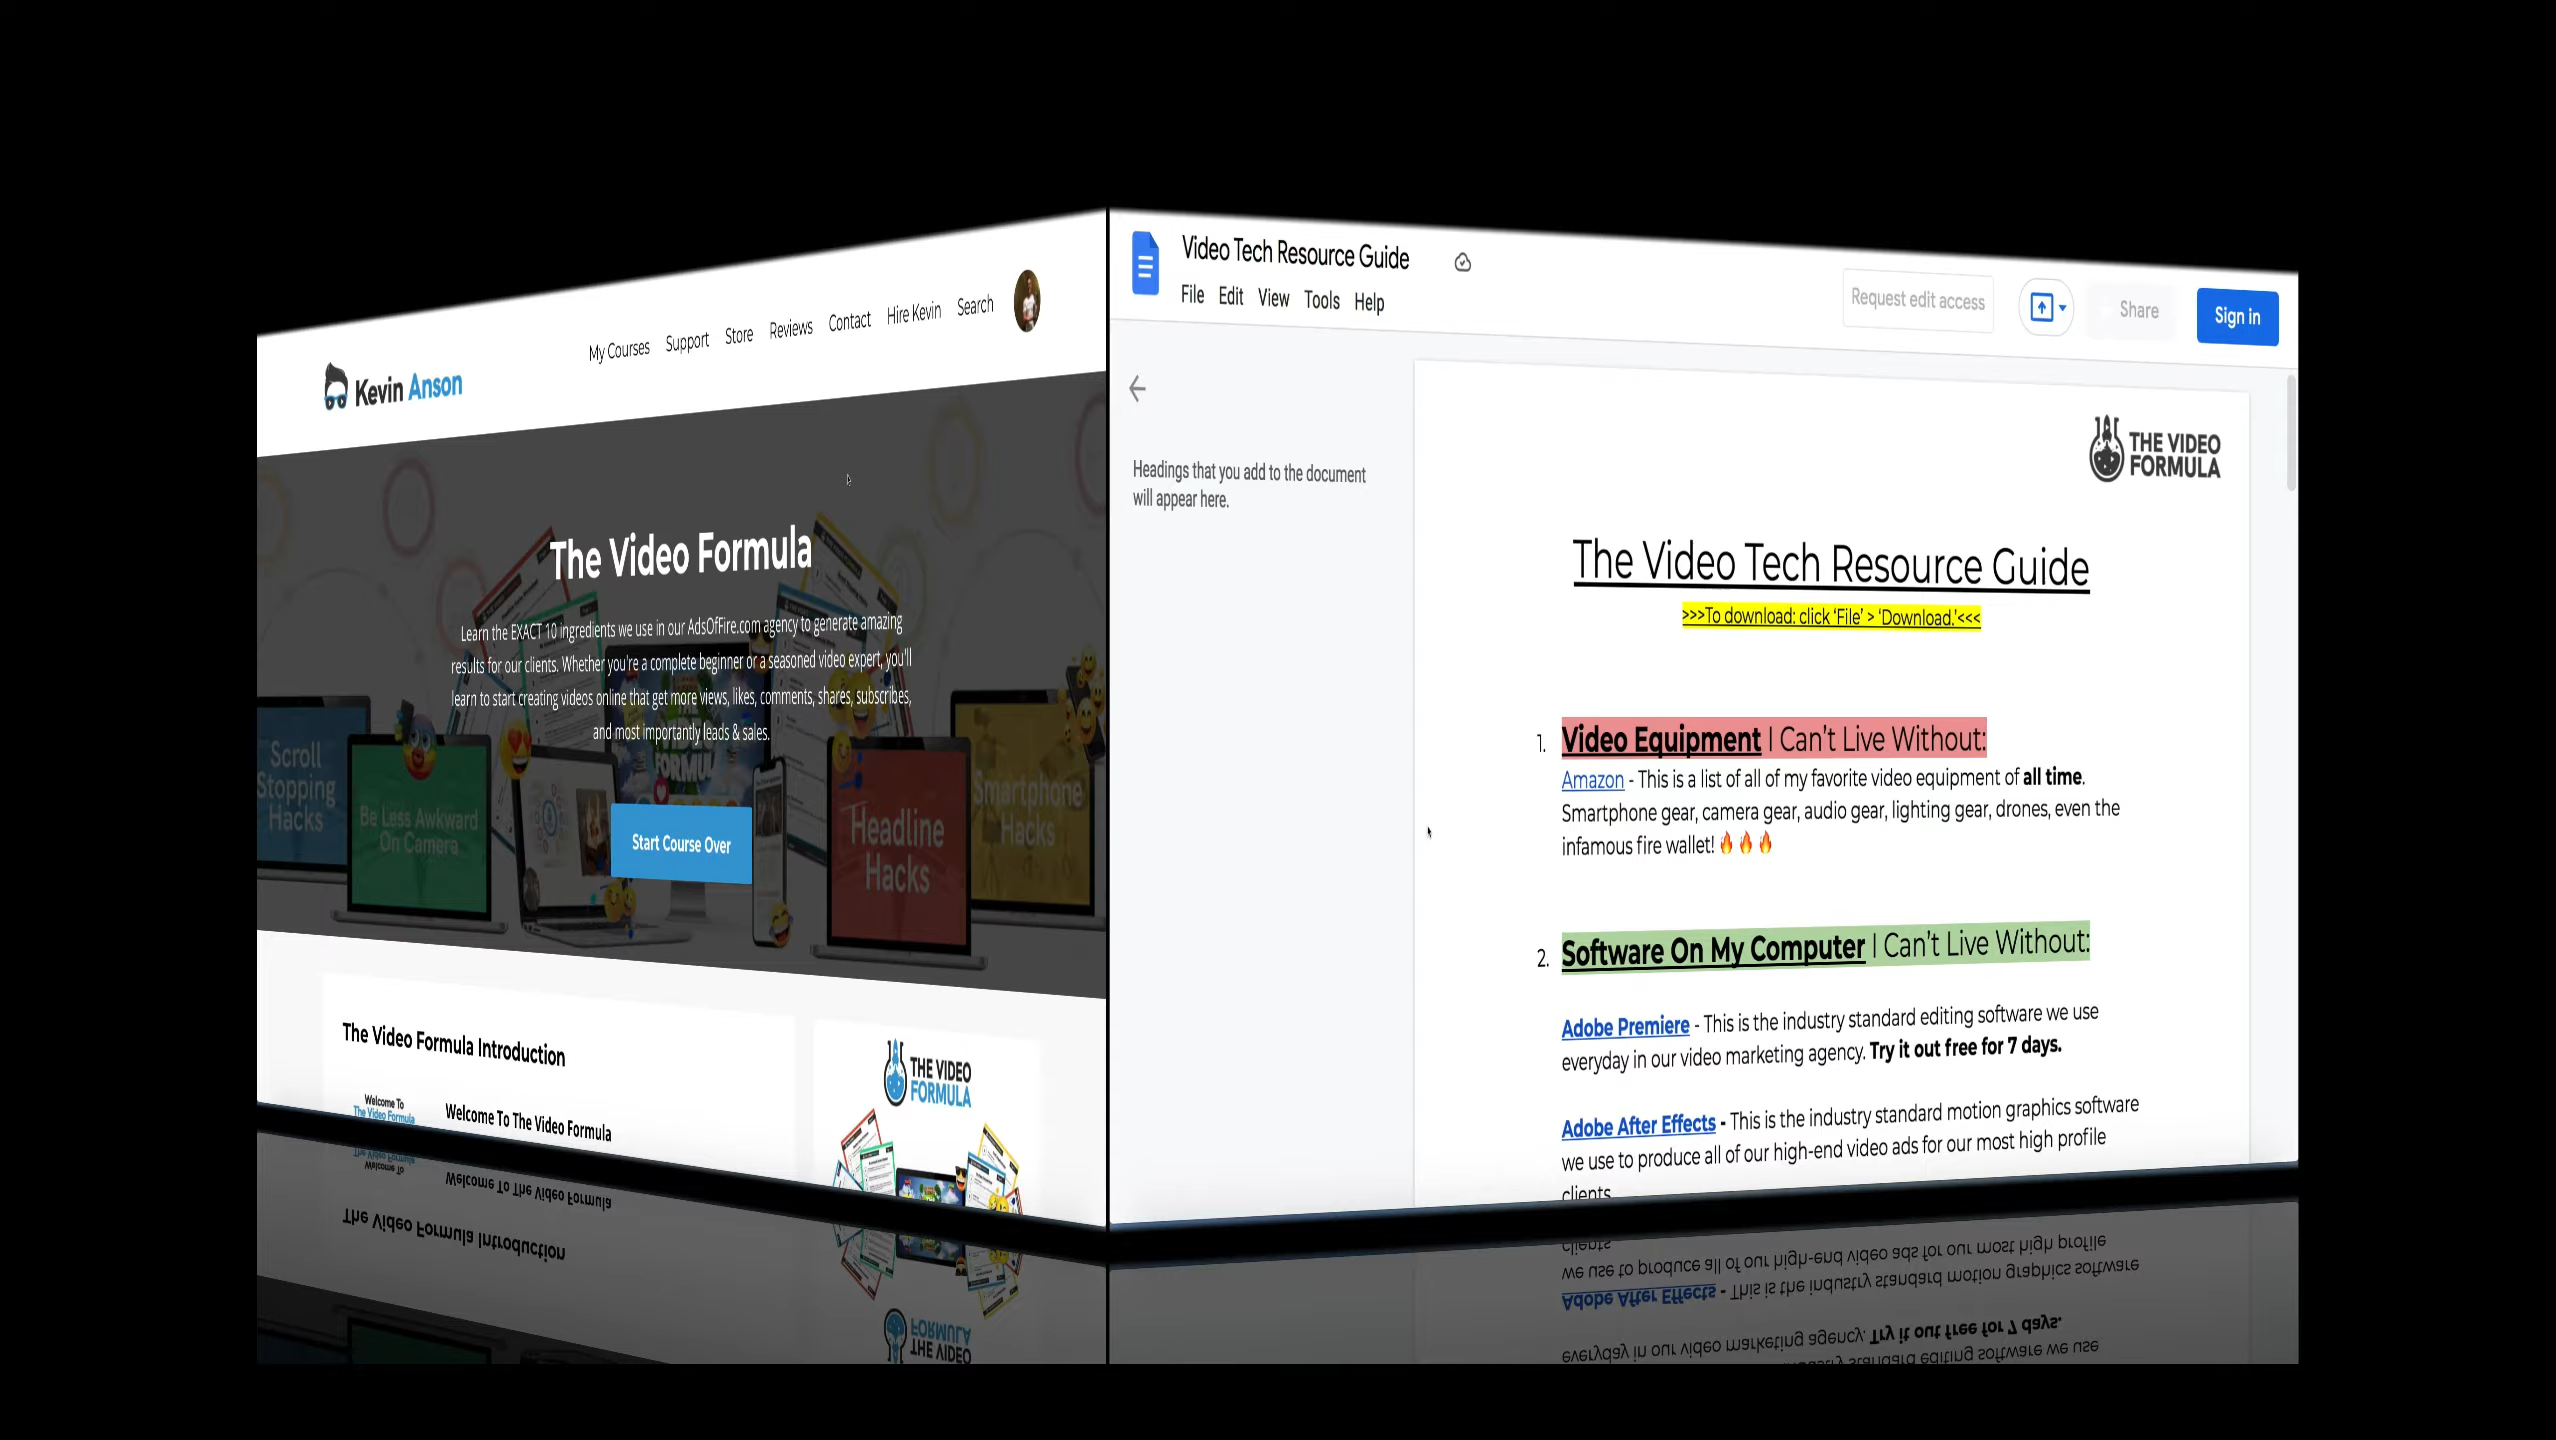 Kevin Anson
My Courses Support Store Reviews Contact Hire Kevin Search
The Video Formula
Learn the EXACT 10 ingredients we use in our AdsOfFire.com agency to generate amazing
results for our clients. Whether you're a complete beginner or a seasoned video expert, you'll
learn to start creating videos online that get more views, likes, comments, shares, subscribes,
and most importantly leads & sales.
Scroll
Stopping
Hacks
Be Less Awkward
On Camera
Start Course Over
Headline
Hacks
Smartphone
Hacks
The Video Formula Introduction
Welcome To
The Video Formula
Welcome To The Video Formula
THE VIDEO
FORMULA
Video Tech Resource Guide
File Edit View Tools Help
Request edit access
Share
Sign in
Headings that you add to the document
will appear here.
THE VIDEO
FORMULA
The Video Tech Resource Guide
>>>To download: click ‘File’ > ‘Download.’<<<
1. Video Equipment I Can’t Live Without:
Amazon - This is a list of all of my favorite video equipment of all time.
Smartphone gear, camera gear, audio gear, lighting gear, drones, even the
infamous fire wallet! 🔥🔥🔥
2. Software On My Computer I Can’t Live Without:
Adobe Premiere - This is the industry standard editing software we use
everyday in our video marketing agency. Try it out free for 7 days.
Adobe After Effects - This is the industry standard motion graphics software
we use to produce all of our high-end video ads for our most high profile
clients